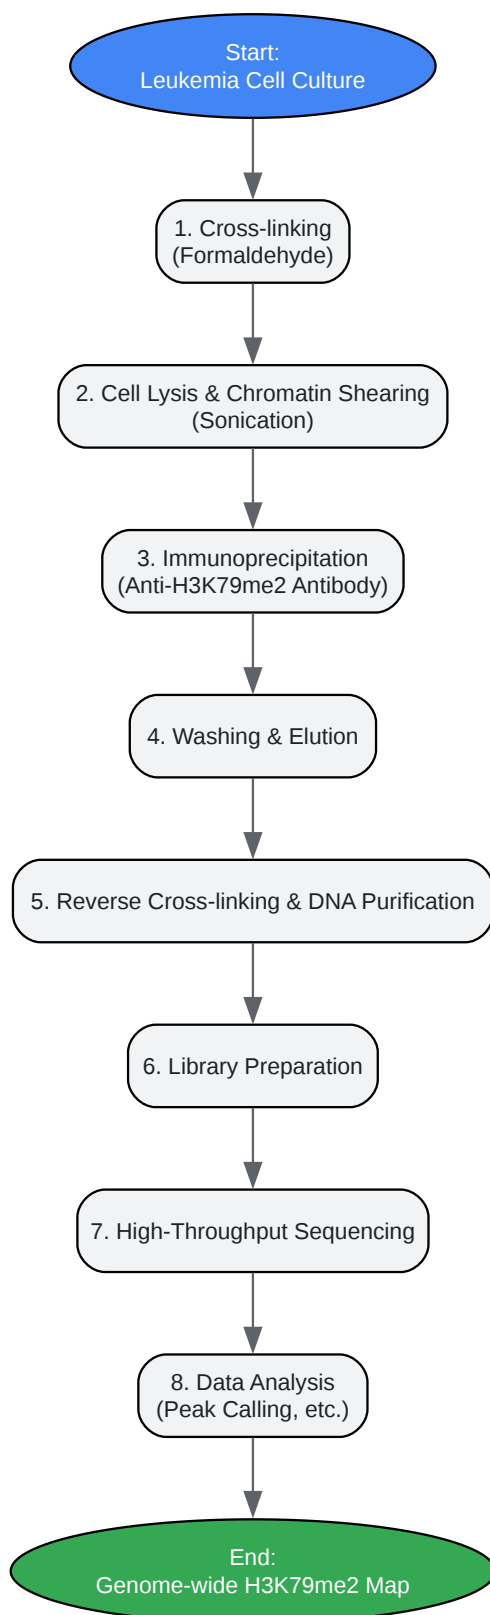 Start:
Leukemia Cell Culture
1. Cross-linking
(Formaldehyde)
2. Cell Lysis & Chromatin Shearing
(Sonication)
3. Immunoprecipitation
(Anti-H3K79me2 Antibody)
4. Washing & Elution
5. Reverse Cross-linking & DNA Purification
6. Library Preparation
7. High-Throughput Sequencing
8. Data Analysis
(Peak Calling, etc.)
End:
Genome-wide H3K79me2 Map